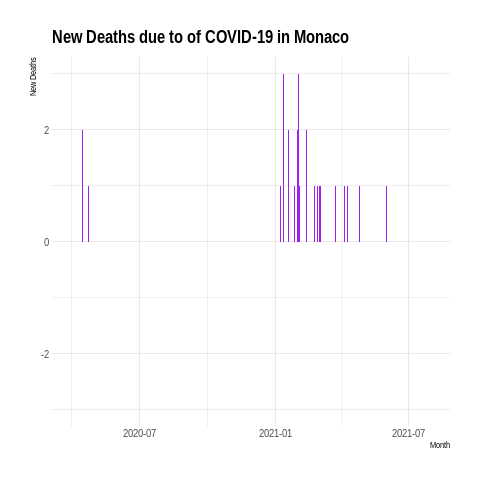 New Deaths due to of COVID-19 in Monaco
New Deaths
2
0
-2
2020-07
2021-01
2021-07
Month